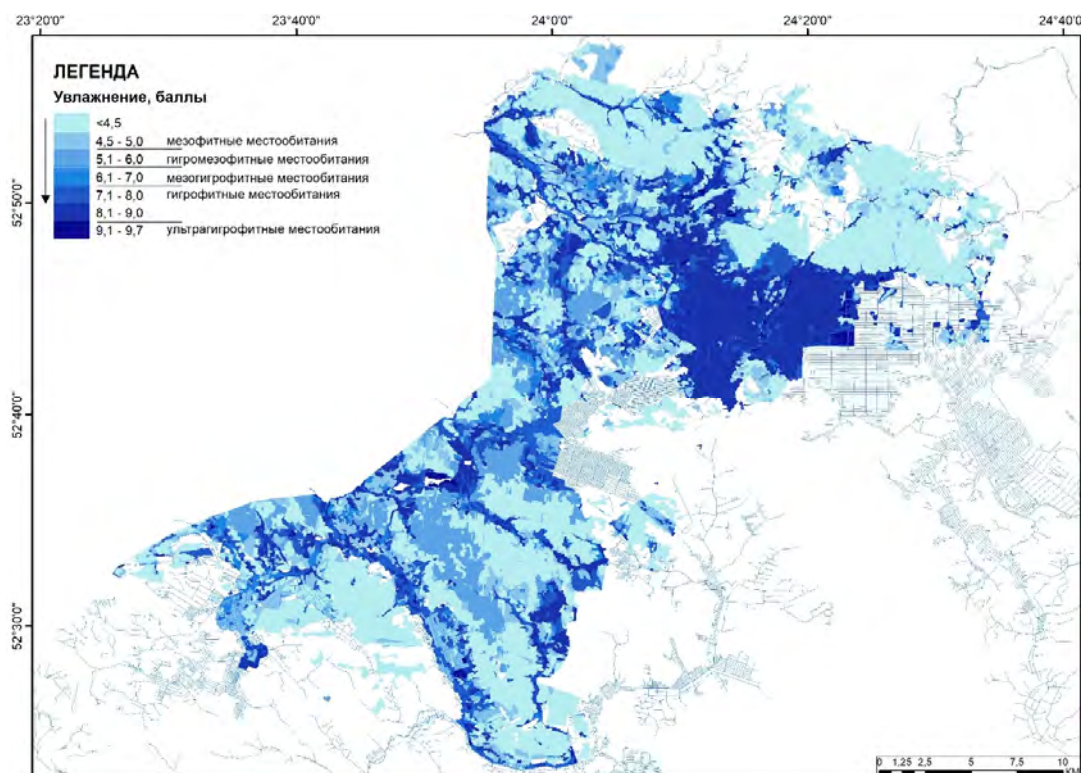 23°20'0" 23°40'0" 24°0'0" 24°20'0" 24°40'0"
ЛЕГЕНДА
Увлажнение, баллы
<4,5
4,5 - 5,0 мезофитные местообитания
5,1 - 6,0 гигромезофитные местообитания
6,1 - 7,0 мезогигрофитные местообитания
7,1 - 8,0 гигрофитные местообитания
8,1 - 9,0
9,1 - 9,7 ультрагигрофитные местообитания
52°50'0"
52°40'0"
52°30'0"
0 1,25 2,5 5 7,5 10
КМ